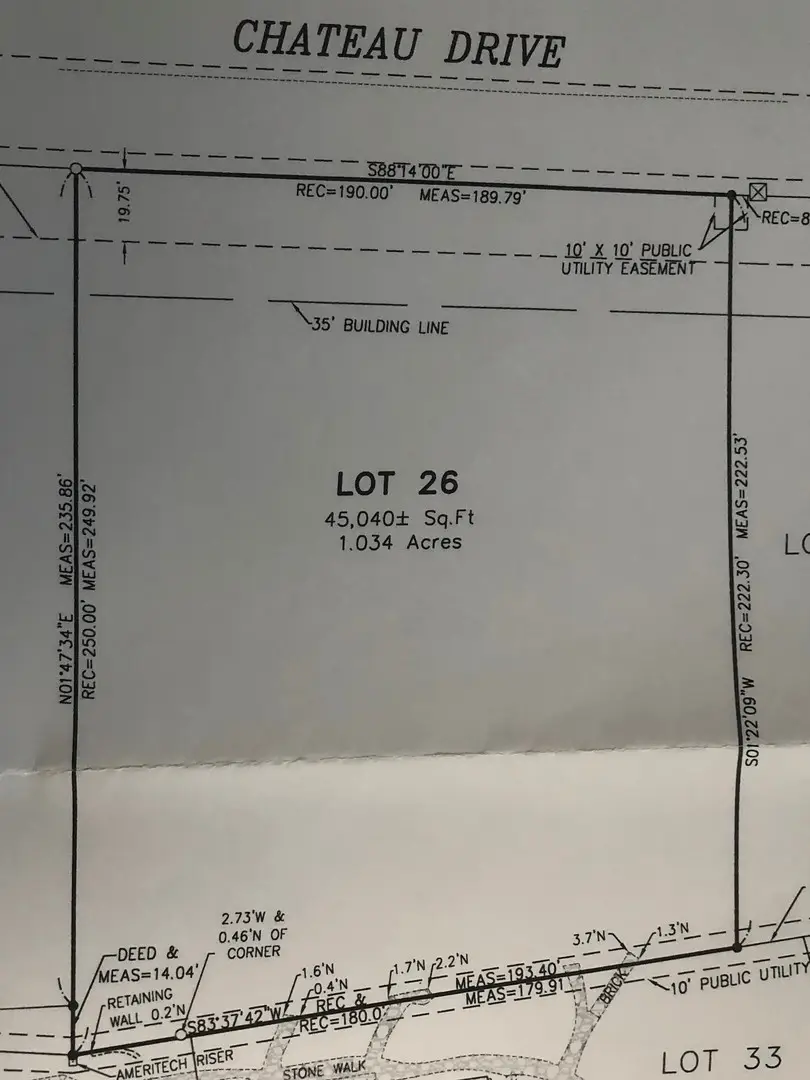 CHATEAU DRIVE
S88°14'00"E
REC=190.00' MEAS=189.79'
19.75'
REC=8
10' X 10' PUBLIC
UTILITY EASEMENT
35' BUILDING LINE
LOT 26
45,040± Sq.Ft
1.034 Acres
LO
N01°47'34"E MEAS=235.86'
REC=250.00' MEAS=249.92'
S01°22'09"W REC=222.30' MEAS=222.53'
2.73'W &
0.46'N OF
CORNER
DEED &
MEAS=14.04'
RETAINING
WALL 0.2'N
1.6'N
0.4'N
1.7'N
2.2'N
3.7'N
1.3'N
S83°37'42"W
REC &
REC=180.0
MEAS=193.40'
MEAS=179.91
BRICK
10' PUBLIC UTILITY
AMERITECH RISER
STONE WALK
LOT 33